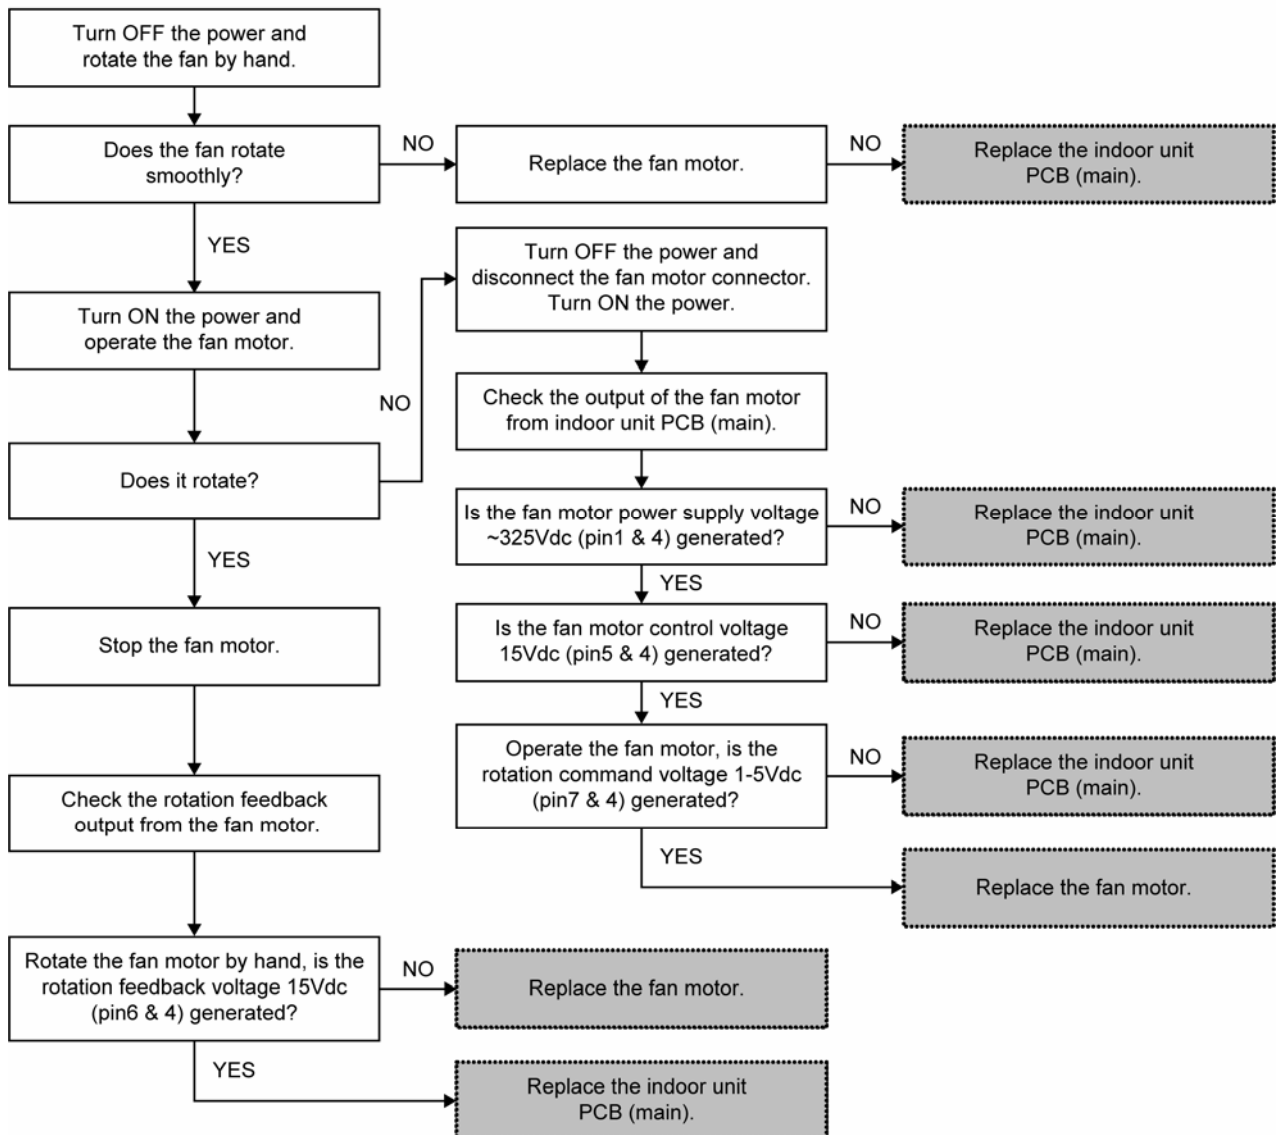 Turn OFF the power and
rotate the fan by hand.
Does the fan rotate
smoothly?
NO
Replace the fan motor.
NO
Replace the indoor unit
PCB (main).
YES
Turn ON the power and
operate the fan motor.
Does it rotate?
NO
Turn OFF the power and
disconnect the fan motor connector.
Turn ON the power.
Check the output of the fan motor
from indoor unit PCB (main).
Is the fan motor power supply voltage
~325Vdc (pin1 & 4) generated?
NO
Replace the indoor unit
PCB (main).
YES
Is the fan motor control voltage
15Vdc (pin5 & 4) generated?
NO
Replace the indoor unit
PCB (main).
YES
Operate the fan motor, is the
rotation command voltage 1-5Vdc
(pin7 & 4) generated?
NO
Replace the indoor unit
PCB (main).
YES
Replace the fan motor.
YES
Stop the fan motor.
Check the rotation feedback
output from the fan motor.
Rotate the fan motor by hand, is the
rotation feedback voltage 15Vdc
(pin6 & 4) generated?
NO
Replace the fan motor.
YES
Replace the indoor unit
PCB (main).